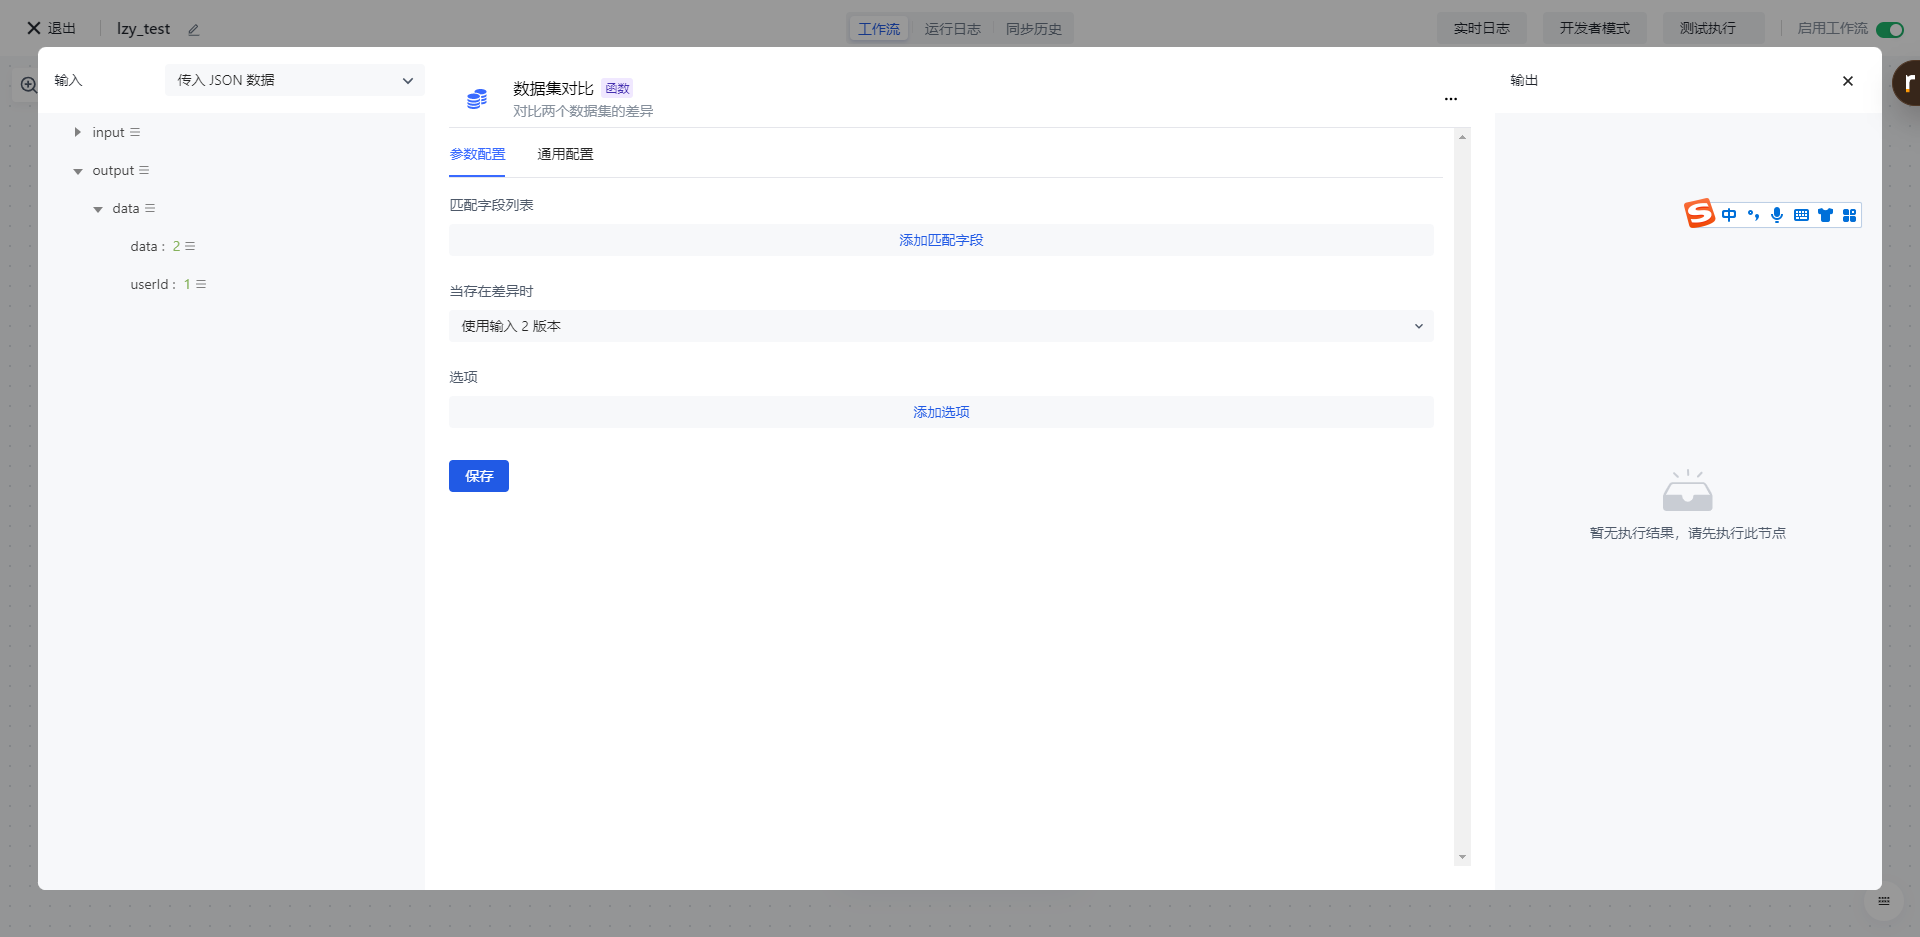 退出
lzy_test
工作流
运行日志
同步历史
实时日志
开发者模式
测试执行
启用工作流
输入
传入 JSON 数据
input
output
data
data : 2
userId : 1
数据集对比 函数
对比两个数据集的差异
参数配置
通用配置
匹配字段列表
添加匹配字段
当存在差异时
使用输入 2 版本
选项
添加选项
保存
输出
S 中
暂无执行结果，请先执行此节点
r